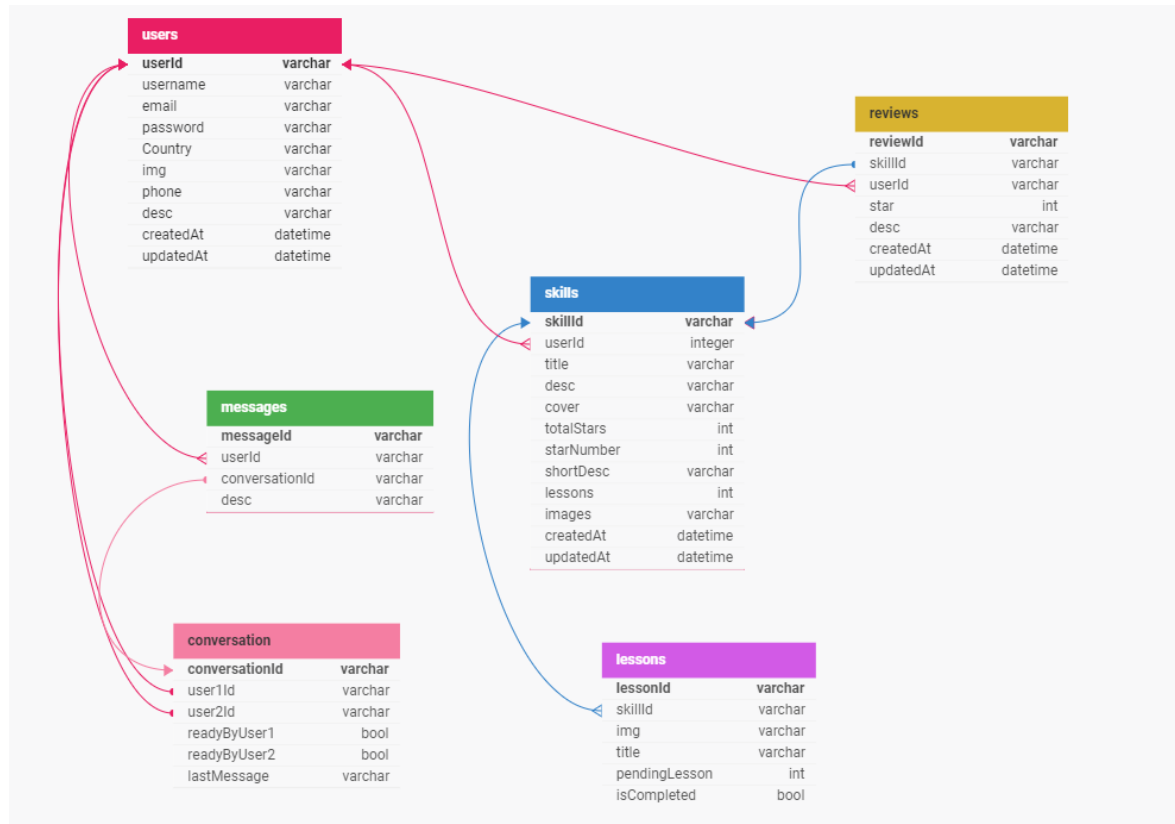 users
userId varchar
username varchar
email varchar
password varchar
Country varchar
img varchar
phone varchar
desc varchar
createdAt datetime
updatedAt datetime
reviews
reviewId varchar
skillId varchar
userId varchar
star int
desc varchar
createdAt datetime
updatedAt datetime
skills
skillId varchar
userId integer
title varchar
desc varchar
cover varchar
totalStars int
starNumber int
shortDesc varchar
lessons int
images varchar
createdAt datetime
updatedAt datetime
messages
messageId varchar
userId varchar
conversationId varchar
desc varchar
conversation
conversationId varchar
user1Id varchar
user2Id varchar
readyByUser1 bool
readyByUser2 bool
lastMessage varchar
lessons
lessonId varchar
skillId varchar
img varchar
title varchar
pendingLesson int
isCompleted bool